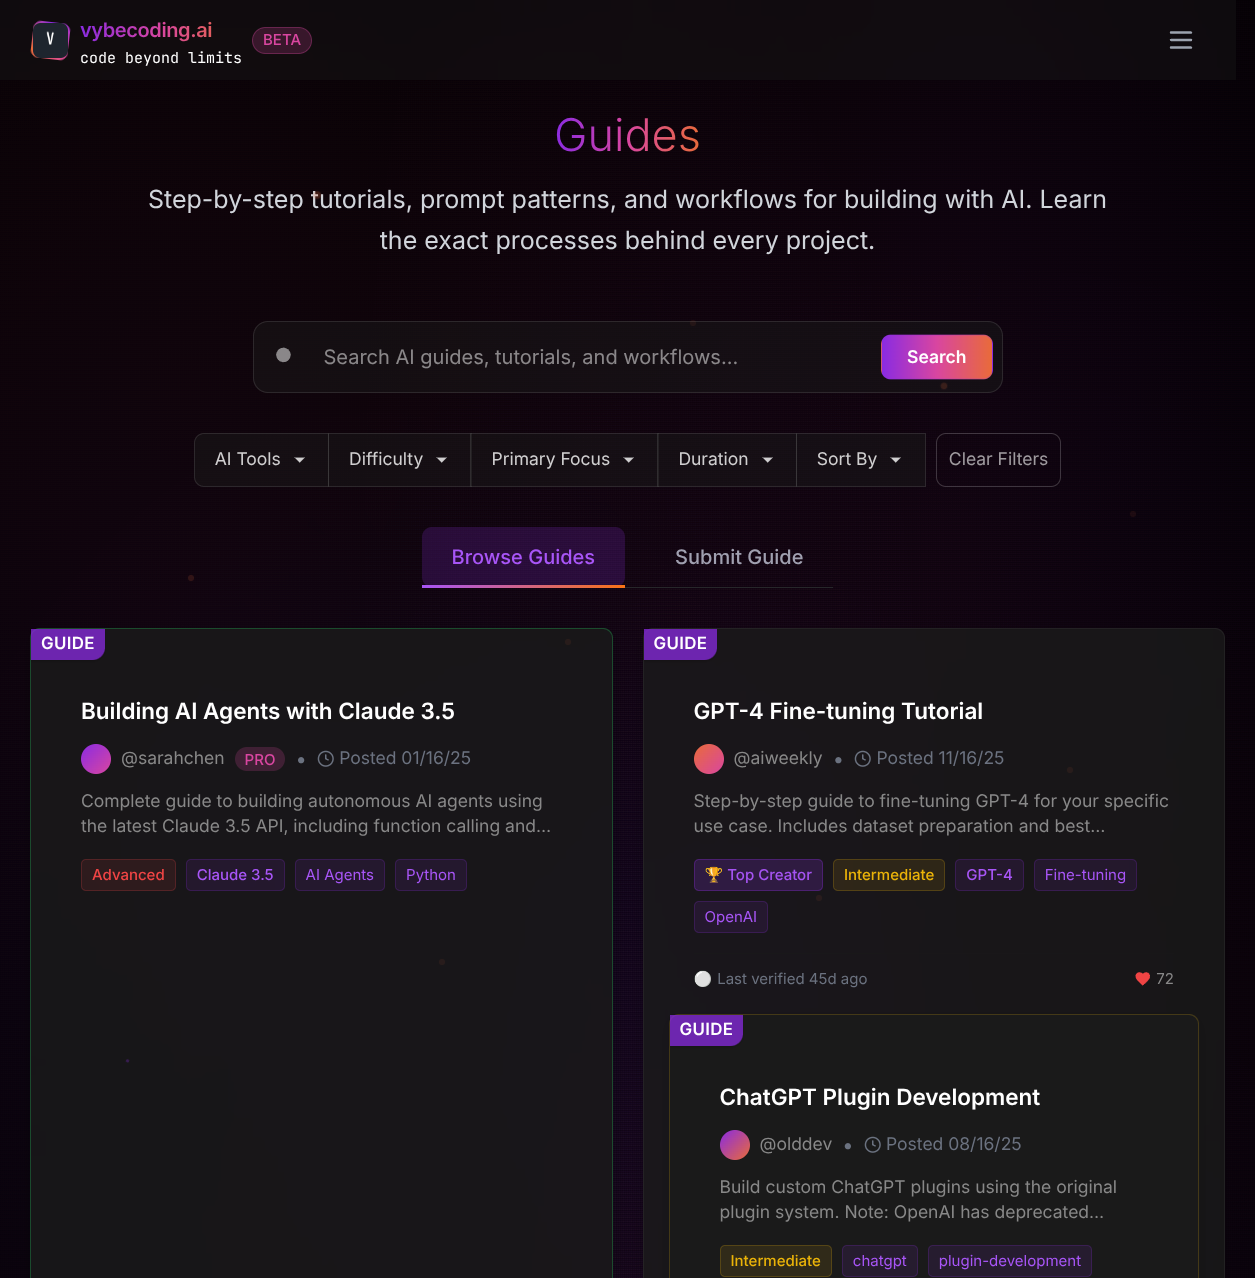 V
vybecoding.ai
code beyond limits
BETA
Guides
Step-by-step tutorials, prompt patterns, and workflows for building with AI. Learn
the exact processes behind every project.
Search AI guides, tutorials, and workflows...
Search
AI Tools
Difficulty
Primary Focus
Duration
Sort By
Clear Filters
Browse Guides
Submit Guide
GUIDE
Building AI Agents with Claude 3.5
@sarahchen PRO • Posted 01/16/25
Complete guide to building autonomous AI agents using
the latest Claude 3.5 API, including function calling and...
Advanced Claude 3.5 AI Agents Python
GUIDE
GPT-4 Fine-tuning Tutorial
@aiweekly • Posted 11/16/25
Step-by-step guide to fine-tuning GPT-4 for your specific
use case. Includes dataset preparation and best...
🏆 Top Creator Intermediate GPT-4 Fine-tuning
OpenAI
Last verified 45d ago
72
GUIDE
ChatGPT Plugin Development
@olddev • Posted 08/16/25
Build custom ChatGPT plugins using the original
plugin system. Note: OpenAI has deprecated...
Intermediate chatgpt plugin-development